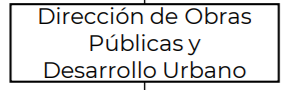 Dirección de Obras
Públicas y
Desarrollo Urbano